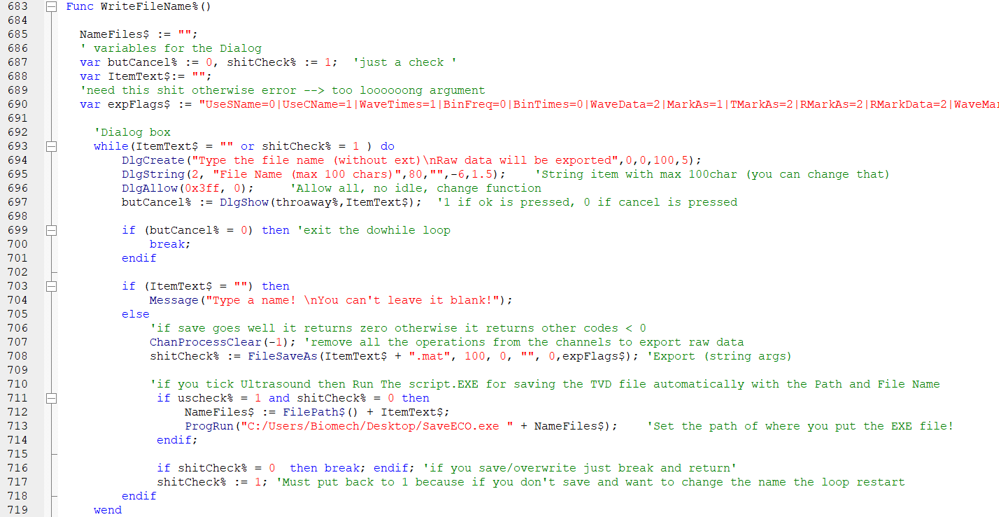 683 Func WriteFileName%()
684
685 NameFiles$ := "";
686 ' variables for the Dialog
687 var butCancel% := 0, shitCheck% := 1; 'just a check '
688 var ItemText$:= "";
689 'need this shit otherwise error --> too loooooong argument
690 var expFlags$ := "UseSName=0|UseCName=1|WaveTimes=1|BinFreq=0|BinTimes=0|WaveData=2|MarkAs=1|TMarkAs=2|RMarkAs=2|RMarkData=2|WaveMa
691
692 'Dialog box
693 while(ItemText$ = "" or shitCheck% = 1 ) do
694 DlgCreate("Type the file name (without ext)\nRaw data will be exported",0,0,100,5);
695 DlgString(2, "File Name (max 100 chars)",80,"",-6,1.5); 'String item with max 100char (you can change that)
696 DlgAllow(0x3ff, 0); 'Allow all, no idle, change function
697 butCancel% := DlgShow(throaway%,ItemText$); '1 if ok is pressed, 0 if cancel is pressed
698
699 if (butCancel% = 0) then 'exit the dowhile loop
700 break;
701 endif
702
703 if (ItemText$ = "") then
704 Message("Type a name! \nYou can't leave it blank!");
705 else
706 'if save goes well it returns zero otherwise it returns other codes < 0
707 ChanProcessClear(-1); 'remove all the operations from the channels to export raw data
708 shitCheck% := FileSaveAs(ItemText$ + ".mat", 100, 0, "", 0,expFlags$); 'Export (string args)
709
710 'if you tick Ultrasound then Run The script.EXE for saving the TVD file automatically with the Path and File Name
711 if uscheck% = 1 and shitCheck% = 0 then
712 NameFiles$ := FilePath$() + ItemText$;
713 ProgRun("C:/Users/Biomech/Desktop/SaveECO.exe " + NameFiles$); 'Set the path of where you put the EXE file!
714 endif;
715
716 if shitCheck% = 0 then break; endif; 'if you save/overwrite just break and return'
717 shitCheck% := 1; 'Must put back to 1 because if you don't save and want to change the name the loop restart
718 endif
719 wend